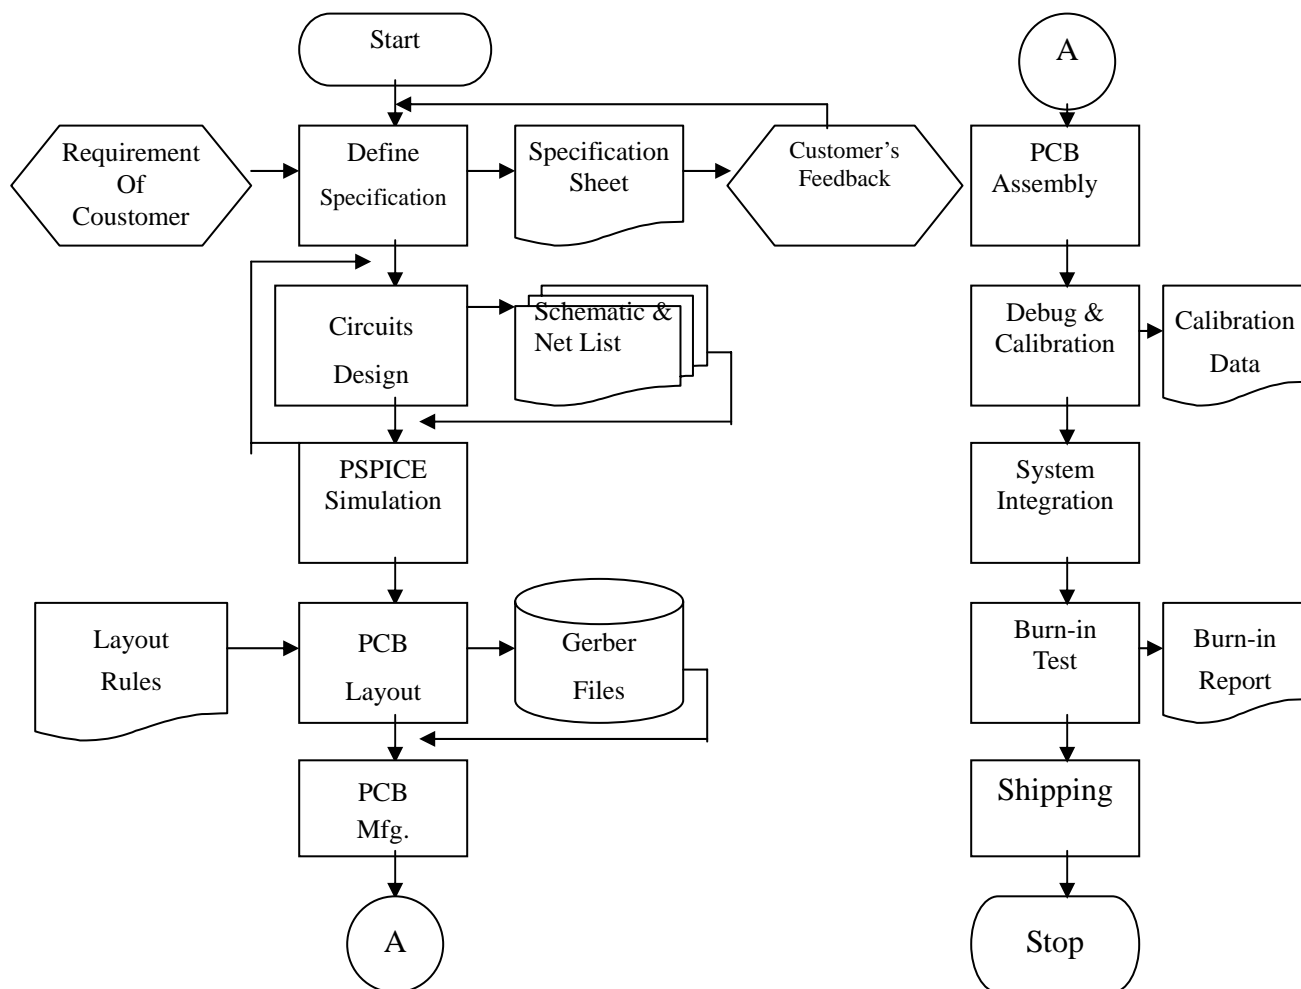 Start
Requirement
Of
Coustomer
Define
Specification
Specification
Sheet
Customer's
Feedback
Circuits
Design
Schematic &
Net List
PSPICE
Simulation
Layout
Rules
PCB
Layout
Gerber
Files
PCB
Mfg.
A
A
PCB
Assembly
Debug &
Calibration
Calibration
Data
System
Integration
Burn-in
Test
Burn-in
Report
Shipping
Stop